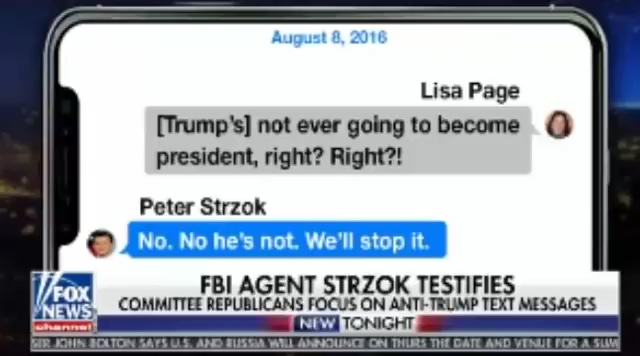 August 8, 2016
Lisa Page
[Trump's] not ever going to become
president, right? Right?!
Peter Strzok
No. No he's not. We'll stop it.
FOX
NEWS
channel
FBI AGENT STRZOK TESTIFIES
COMMITTEE REPUBLICANS FOCUS ON ANTI-TRUMP TEXT MESSAGES
NEW TONIGHT
SER JOHN BOLTON SAYS U.S. AND RUSSIA WILL ANNOUNCE ON THURS THE DATE AND VENUE FOR A SUM